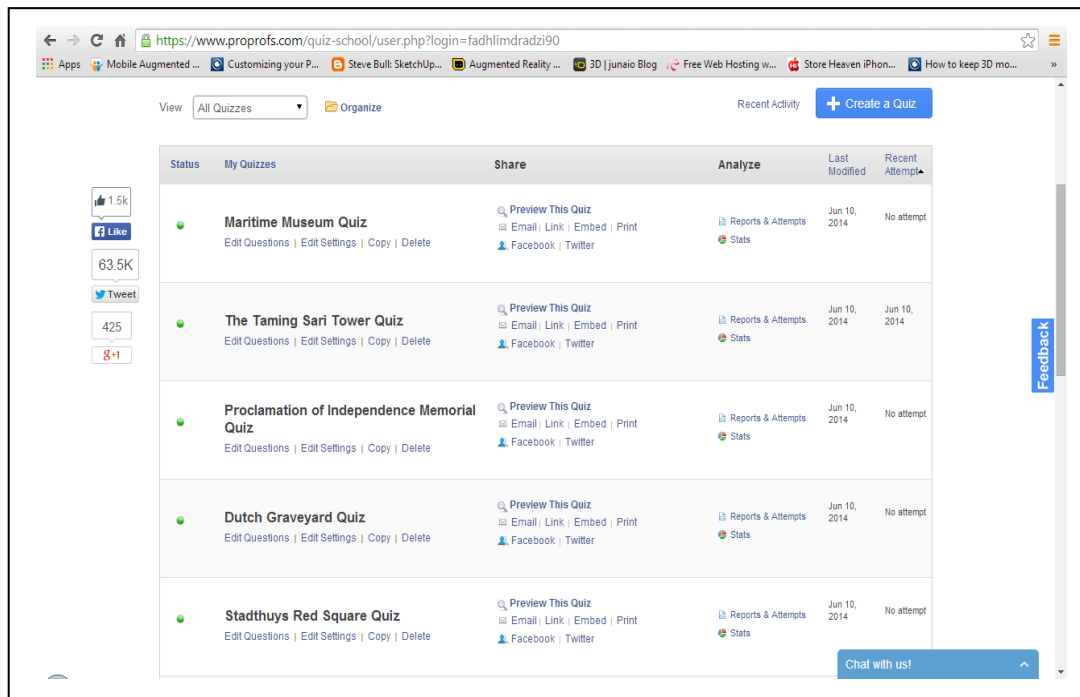 https://www.proprofs.com/quiz-school/user.php?login=fadhlimdradzi90
Apps Mobile Augmented ... Customizing your P... Steve Bull: SketchUp... Augmented Reality ... 3D | junaio Blog Free Web Hosting w... Store Heaven iPhon... How to keep 3D mo... »
View All Quizzes Organize Recent Activity Create a Quiz
Status My Quizzes Share Analyze Last Modified Recent Attempt
1.5k
Like
63.5K
Tweet
425
g+1
Maritime Museum Quiz
Edit Questions | Edit Settings | Copy | Delete
Preview This Quiz
Email | Link | Embed | Print
Facebook | Twitter
Reports & Attempts
Stats
Jun 10,
2014
No attempt
The Taming Sari Tower Quiz
Edit Questions | Edit Settings | Copy | Delete
Preview This Quiz
Email | Link | Embed | Print
Facebook | Twitter
Reports & Attempts
Stats
Jun 10,
2014
Jun 10,
2014
Proclamation of Independence Memorial
Quiz
Edit Questions | Edit Settings | Copy | Delete
Preview This Quiz
Email | Link | Embed | Print
Facebook | Twitter
Reports & Attempts
Stats
Jun 10,
2014
No attempt
Dutch Graveyard Quiz
Edit Questions | Edit Settings | Copy | Delete
Preview This Quiz
Email | Link | Embed | Print
Facebook | Twitter
Reports & Attempts
Stats
Jun 10,
2014
No attempt
Stadthuys Red Square Quiz
Edit Questions | Edit Settings | Copy | Delete
Preview This Quiz
Email | Link | Embed | Print
Facebook | Twitter
Reports & Attempts
Stats
Jun 10,
2014
No attempt
Feedback
Chat with us!